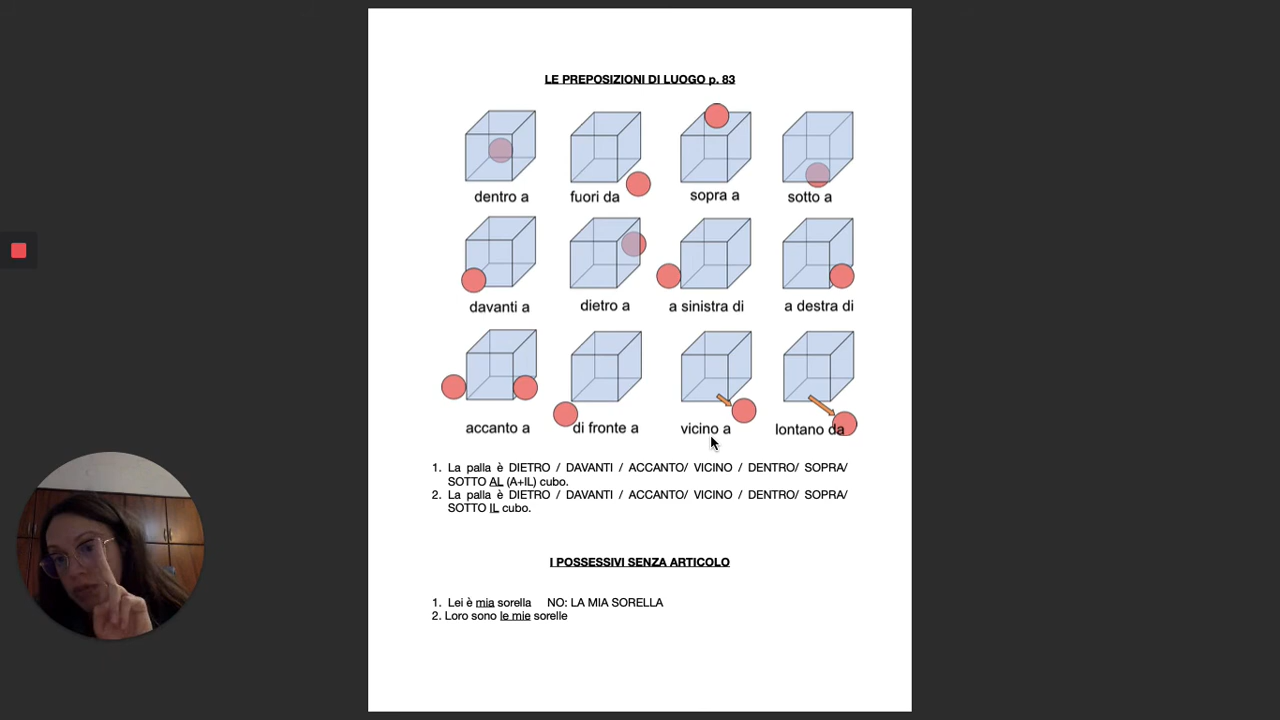 LE PREPOSIZIONI DI LUOGO p. 83
dentro a
fuori da
sopra a
sotto a
davanti a
dietro a
a sinistra di
a destra di
accanto a
di fronte a
vicino a
lontano da
1. La palla è DIETRO / DAVANTI / ACCANTO/ VICINO / DENTRO/ SOPRA/
SOTTO AL (A+IL) cubo.
2. La palla è DIETRO / DAVANTI / ACCANTO/ VICINO / DENTRO/ SOPRA/
SOTTO IL cubo.
I POSSESSIVI SENZA ARTICOLO
1. Lei è mia sorella NO: LA MIA SORELLA
2. Loro sono le mie sorelle